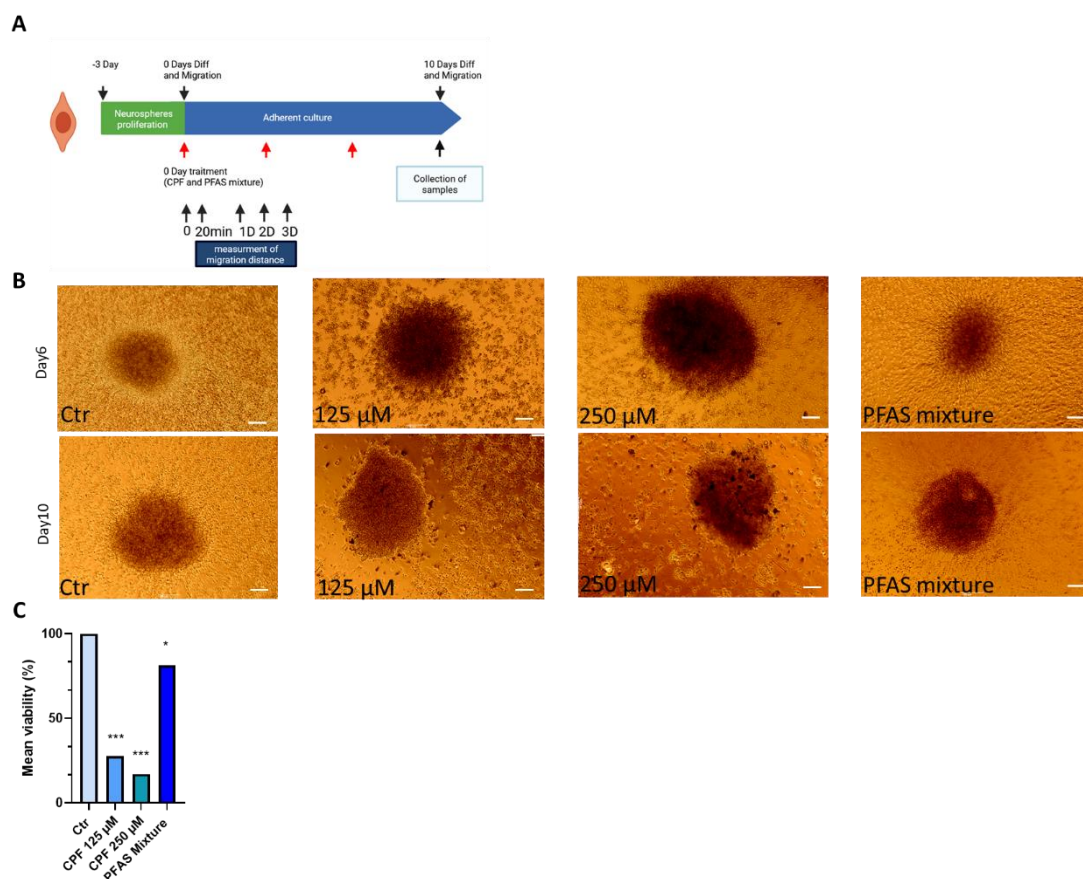 A
-3 Day
0 Days Diff
and Migration
10 Days Diff
and Migration
Neurospheres
proliferation
Adherent culture
0 Day traitment
(CPF and PFAS mixture)
Collection of
samples
0 20min 1D 2D 3D
measurment of
migration distance
B
Day6
Ctr
125 µM
250 µM
PFAS mixture
Day10
Ctr
125 µM
250 µM
PFAS mixture
C
Mean viability (%)
100
50
0
***
***
*
Ctr
CPF 125 µM
CPF 250 µM
PFAS Mixture